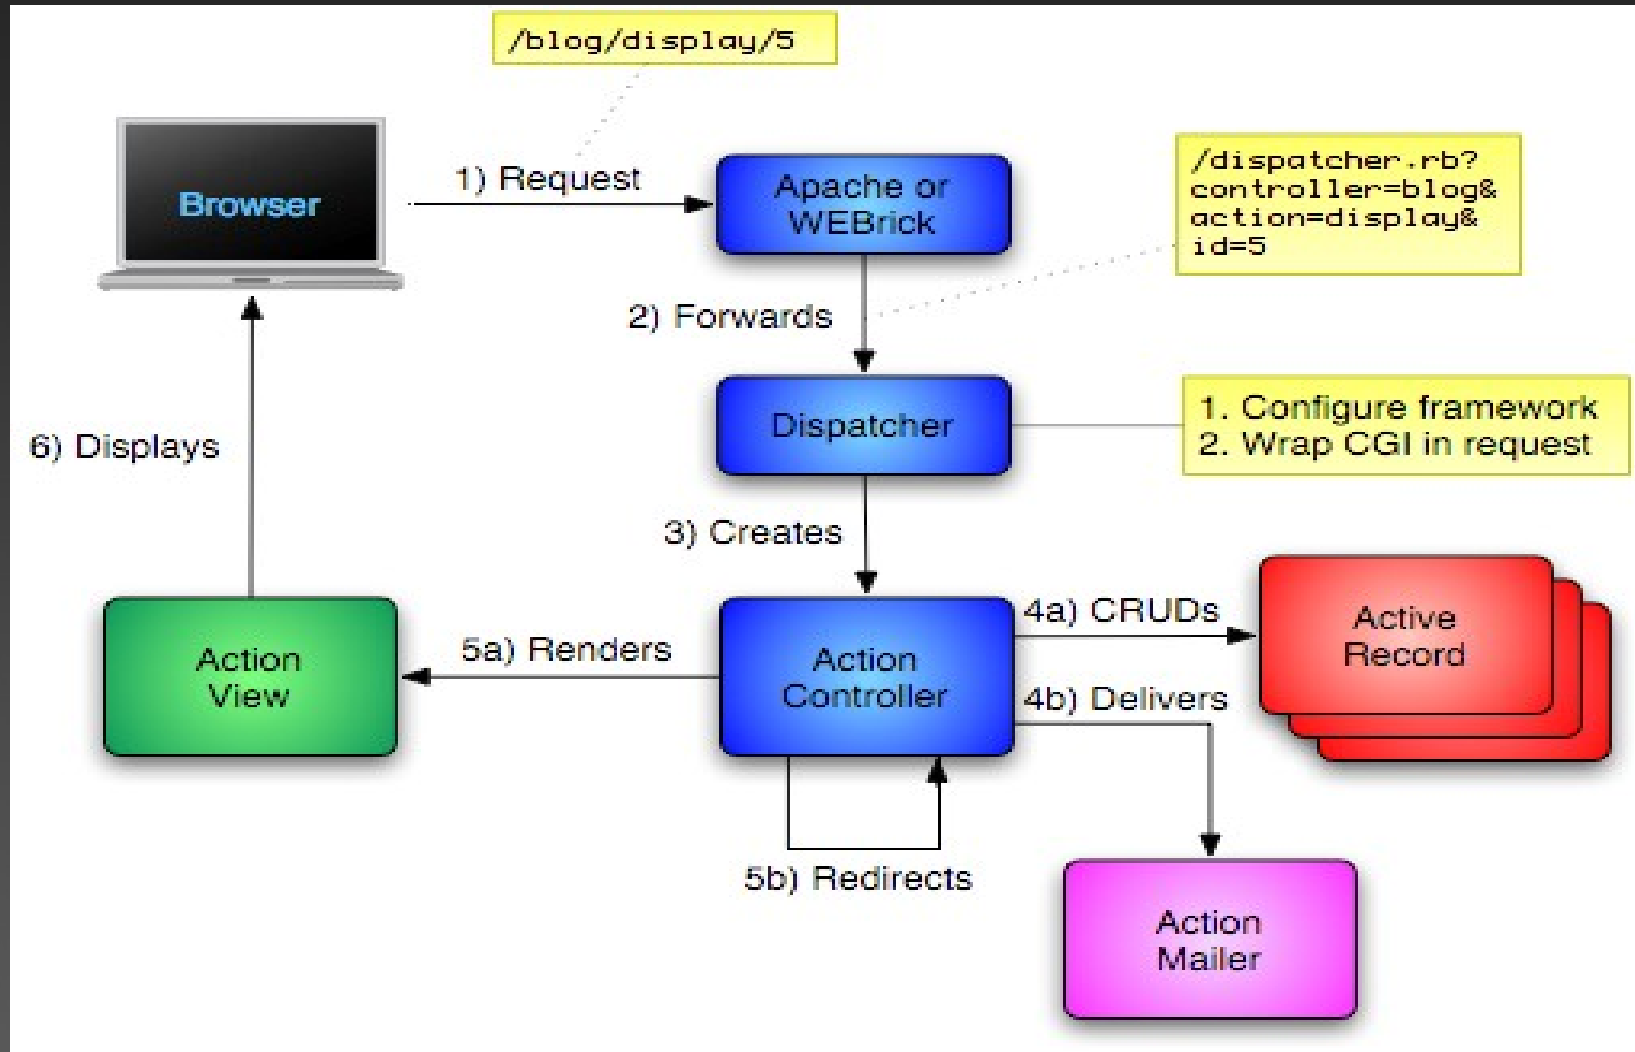 /blog/display/5
Browser
1) Request
Apache or
WEBrick
/dispatcher.rb?
controller=blog&
action=display&
id=5
2) Forwards
Dispatcher
1. Configure framework
2. Wrap CGI in request
6) Displays
3) Creates
Action
View
5a) Renders
Action
Controller
4a) CRUDs
Active
Record
4b) Delivers
5b) Redirects
Action
Mailer